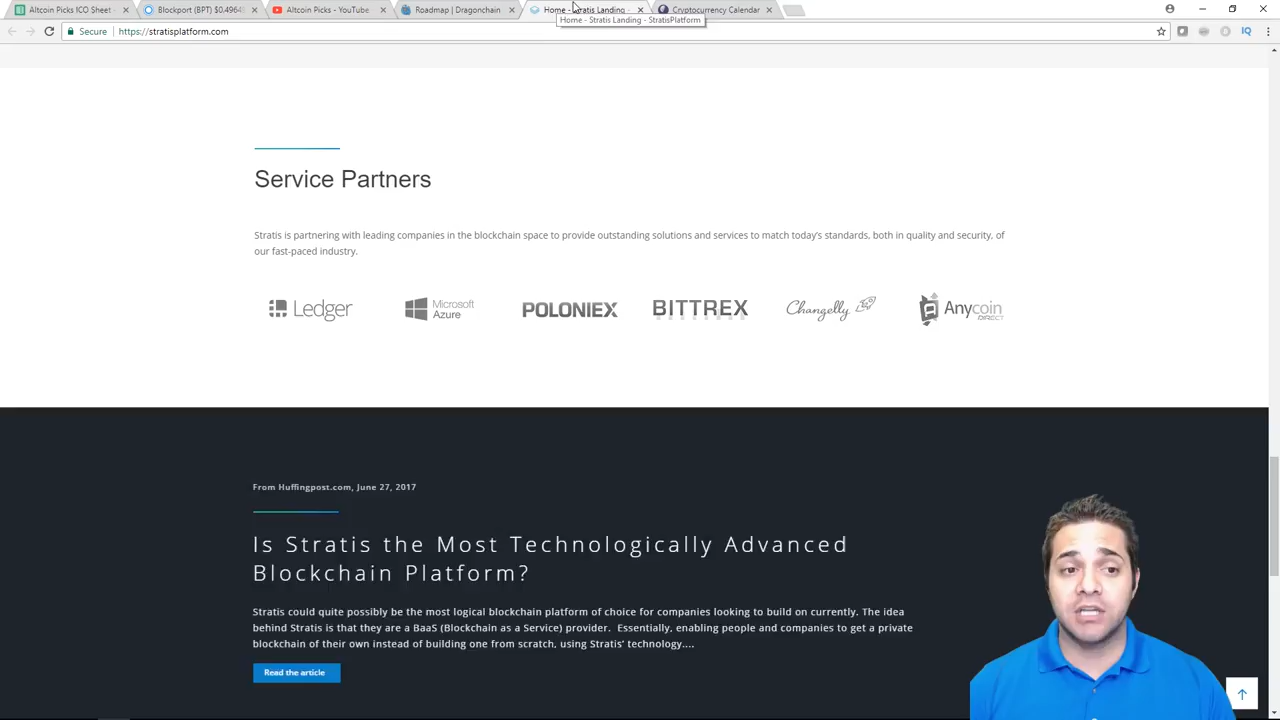 Altcoin Picks ICO Sheet
Blockport (BPT) $0.4964
Altcoin Picks - YouTube
Roadmap | Dragonchain
Home - Stratis Landing -
Cryptocurrency Calendar
Home - Stratis Landing - StratisPlatform
Secure
https://stratisplatform.com
IQ
Service Partners
Stratis is partnering with leading companies in the blockchain space to provide outstanding solutions and services to match today's standards, both in quality and security, of
our fast-paced industry.
Ledger
Microsoft
Azure
POLONIEX
BITTREX
Changelly
Anycoin
DIRECT
From Huffingpost.com, June 27, 2017
Is Stratis the Most Technologically Advanced
Blockchain Platform?
Stratis could quite possibly be the most logical blockchain platform of choice for companies looking to build on currently. The idea
behind Stratis is that they are a BaaS (Blockchain as a Service) provider. Essentially, enabling people and companies to get a private
blockchain of their own instead of building one from scratch, using Stratis' technology....
Read the article